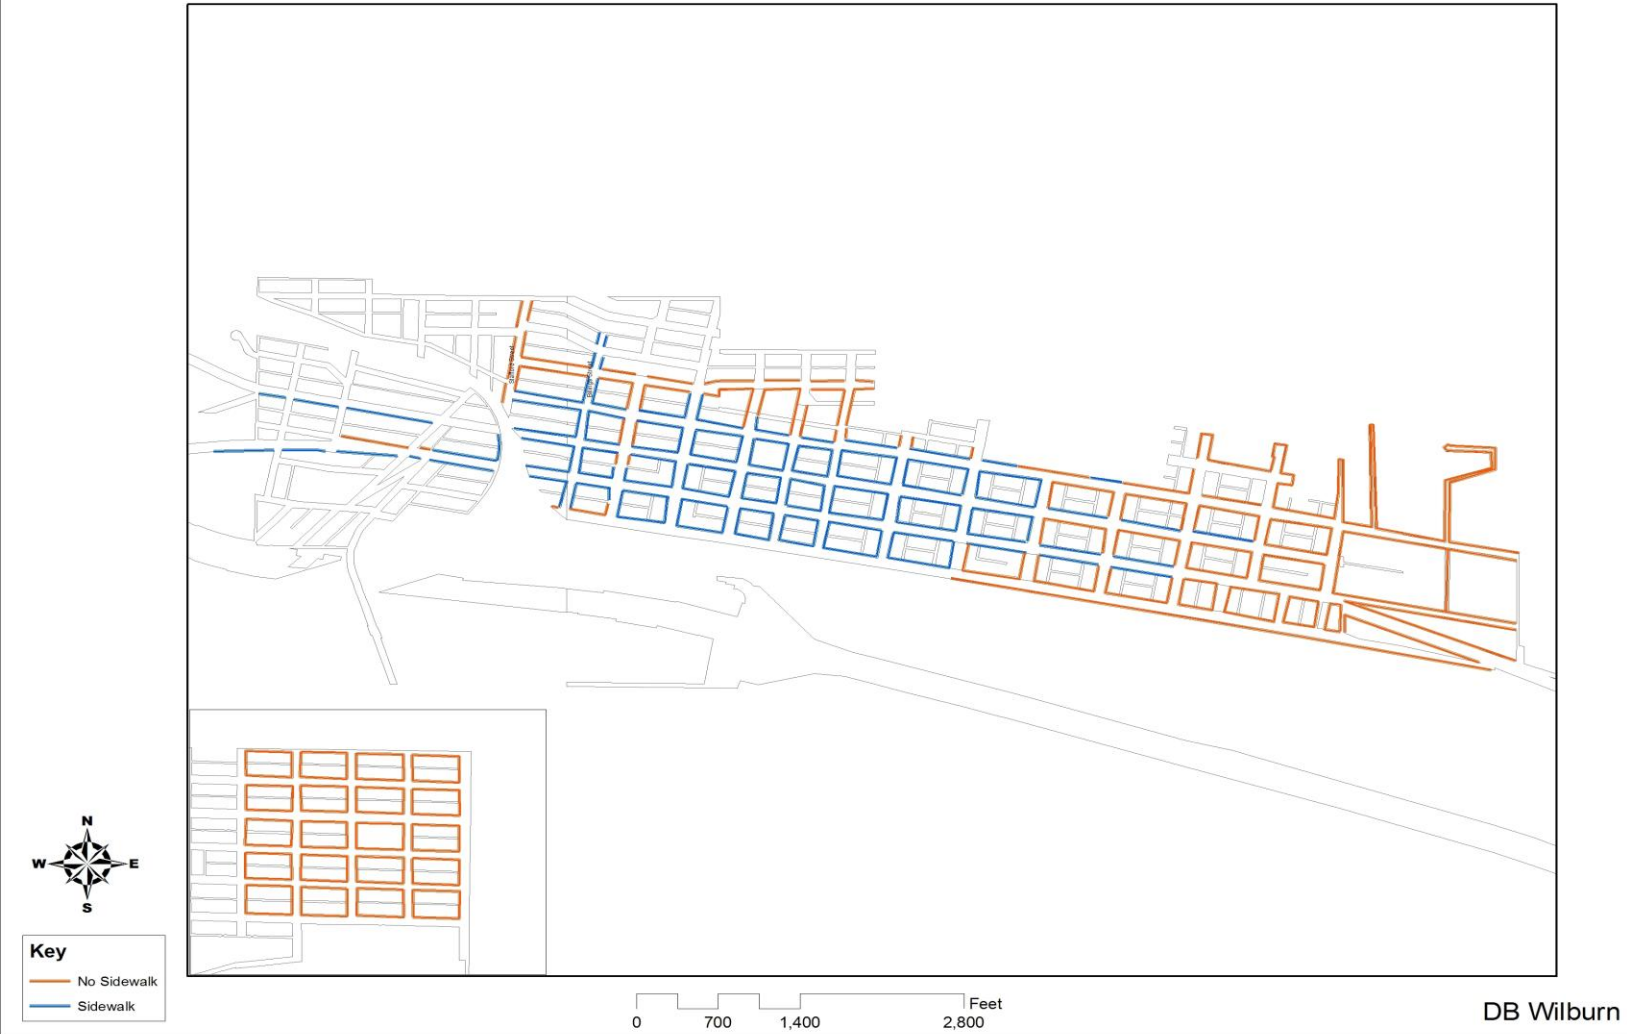 N
W
E
S
Key
No Sidewalk
Sidewalk
Feet
0
700
1,400
2,800
DB Wilburn